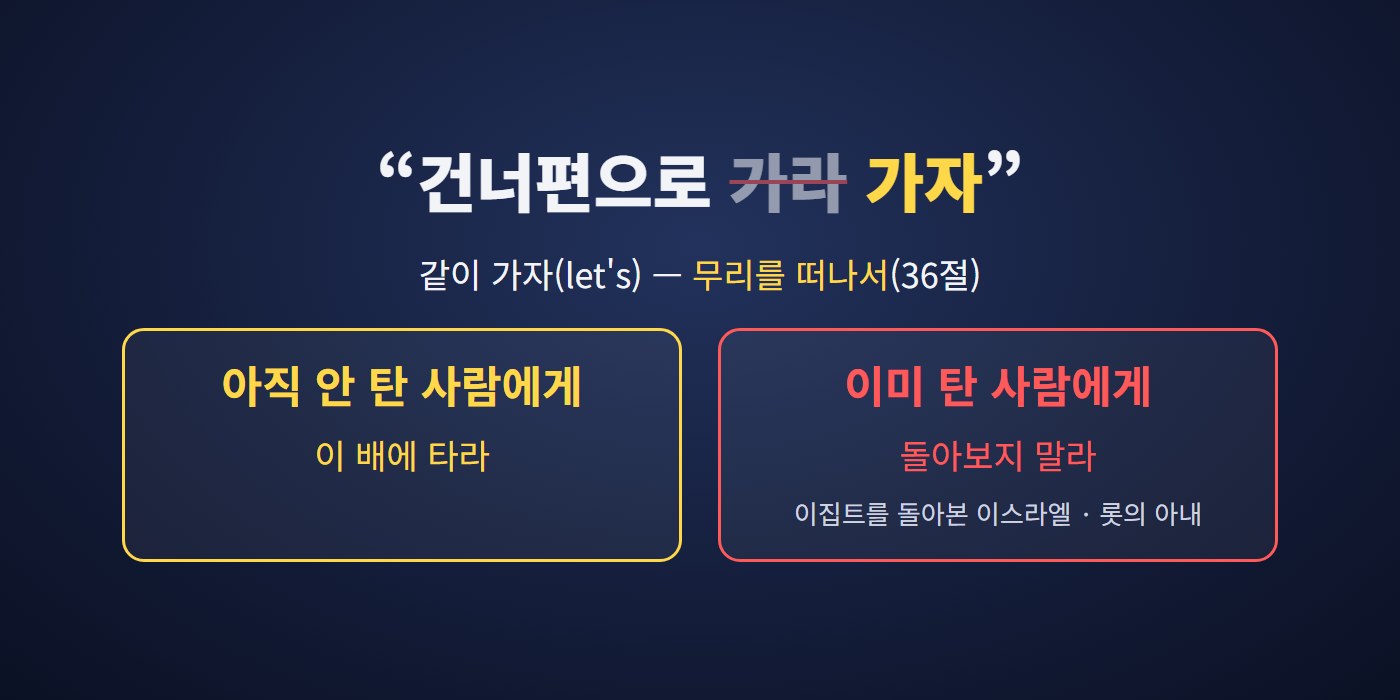 “건너편으로 가라 가자”
같이 가자(let's) — 무리를 떠나서(36절)
아직 안 탄 사람에게
이 배에 타라
이미 탄 사람에게
돌아보지 말라
이집트를 돌아본 이스라엘 · 롯의 아내